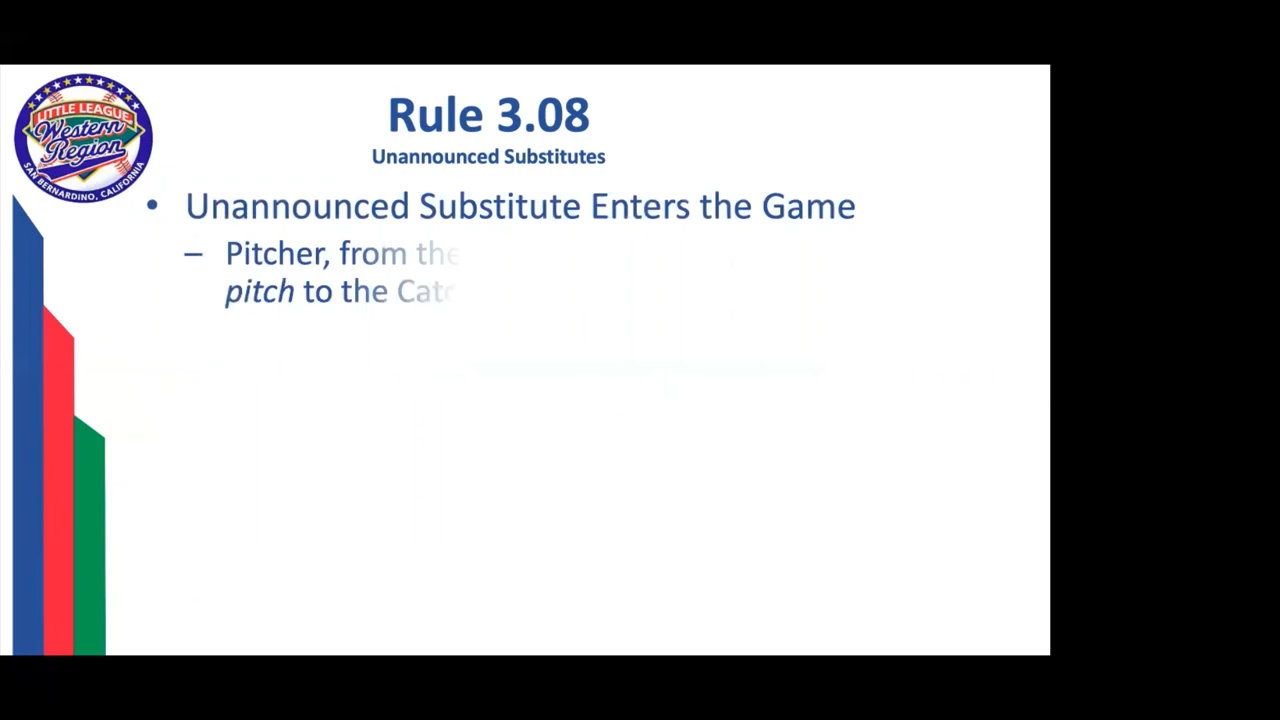 LITTLE LEAGUE
Western
Region
SAN BERNARDINO, CALIFORNIA
Rule 3.08
Unannounced Substitutes
• Unannounced Substitute Enters the Game
– Pitcher, from the
pitch to the